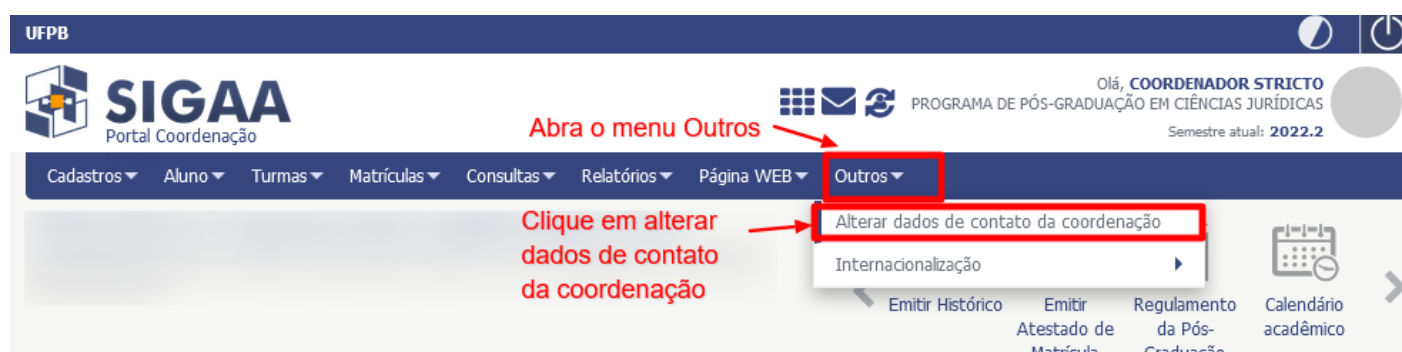 UFPB
SIGAA
Portal Coordenação
Olá, COORDENADOR STRICTO
PROGRAMA DE PÓS-GRADUAÇÃO EM CIÊNCIAS JURÍDICAS
Semestre atual: 2022.2
Abra o menu Outros
Cadastros Aluno Turmas Matrículas Consultas Relatórios Página WEB Outros
Clique em alterar
dados de contato
da coordenação
Alterar dados de contato da coordenação
Internacionalização
Emitir Histórico
Emitir
Atestado de
Matrícula
Regulamento
da Pós-
Graduação
Calendário
acadêmico